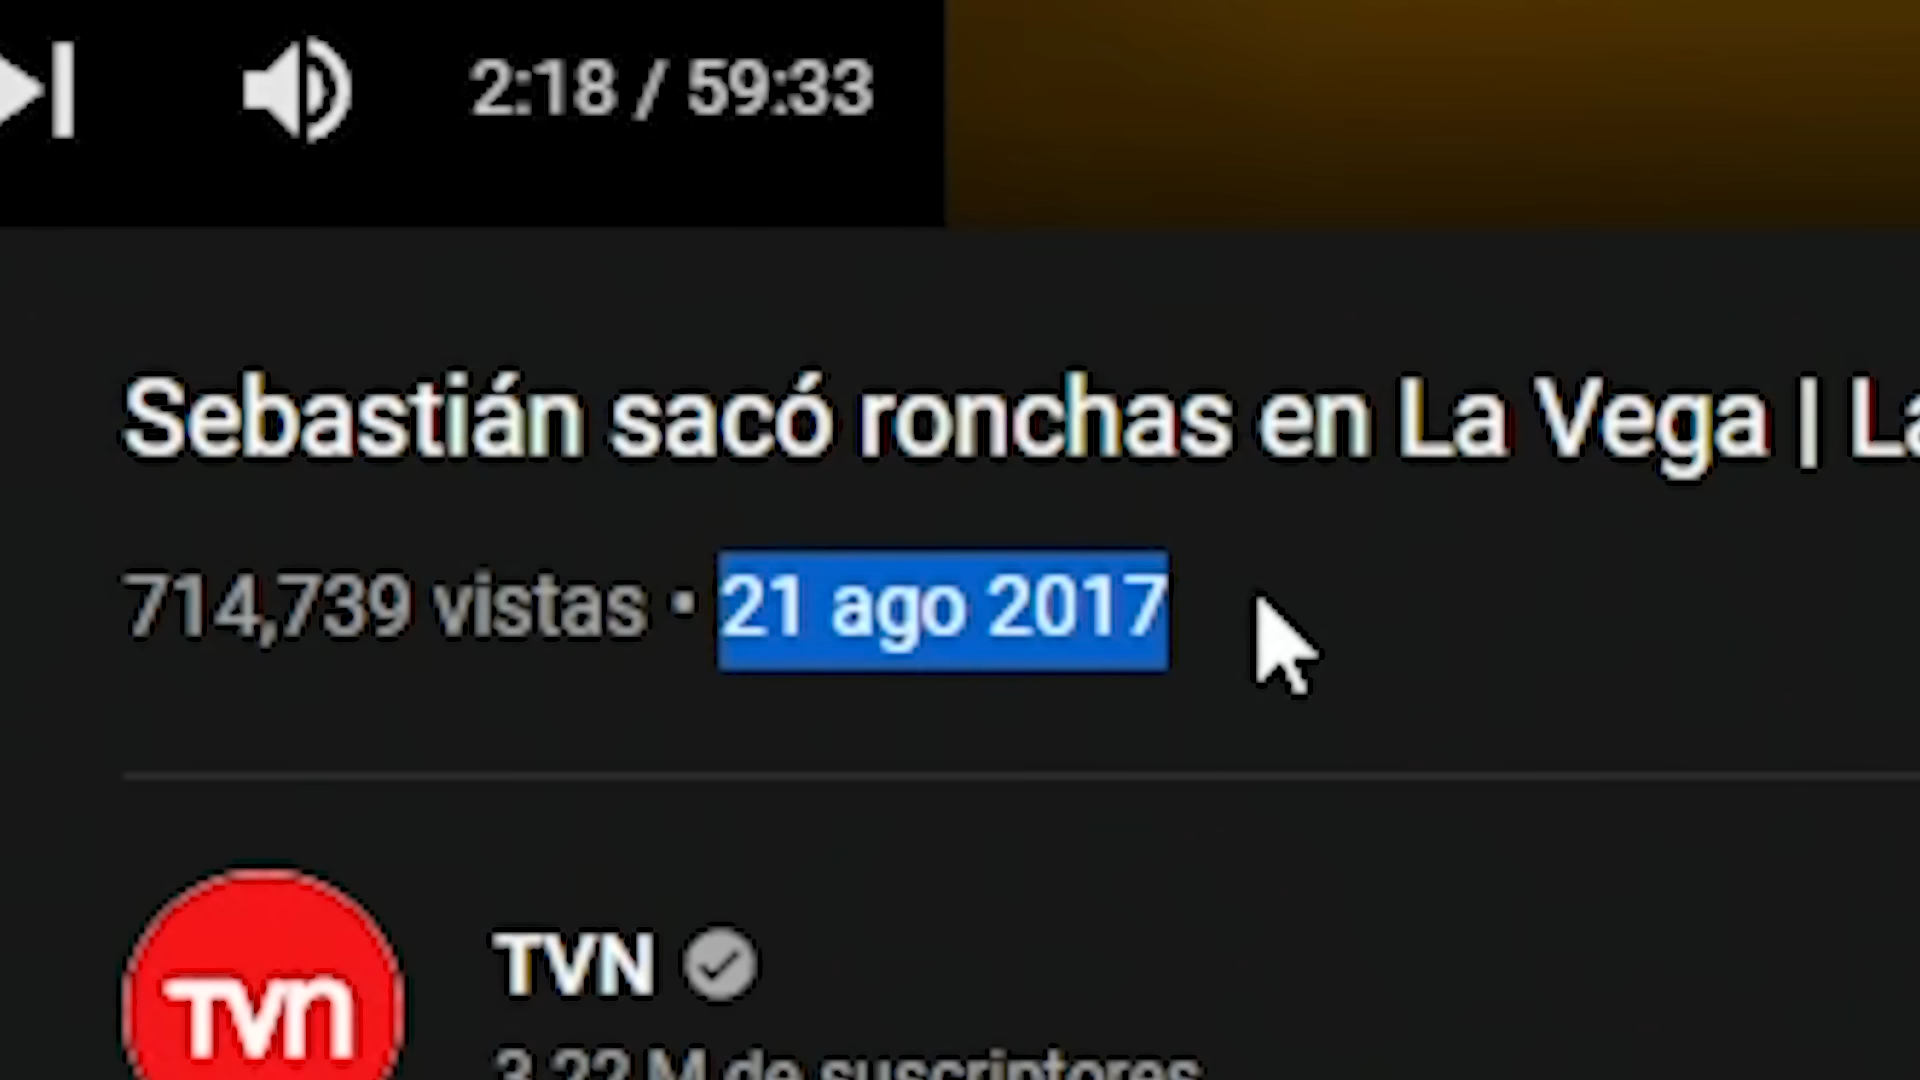 2:18 / 59:33
Sebastián sacó ronchas en La Vega | La
714,739 vistas • 21 ago 2017
TVN
tvn
3.22 M de suscriptores